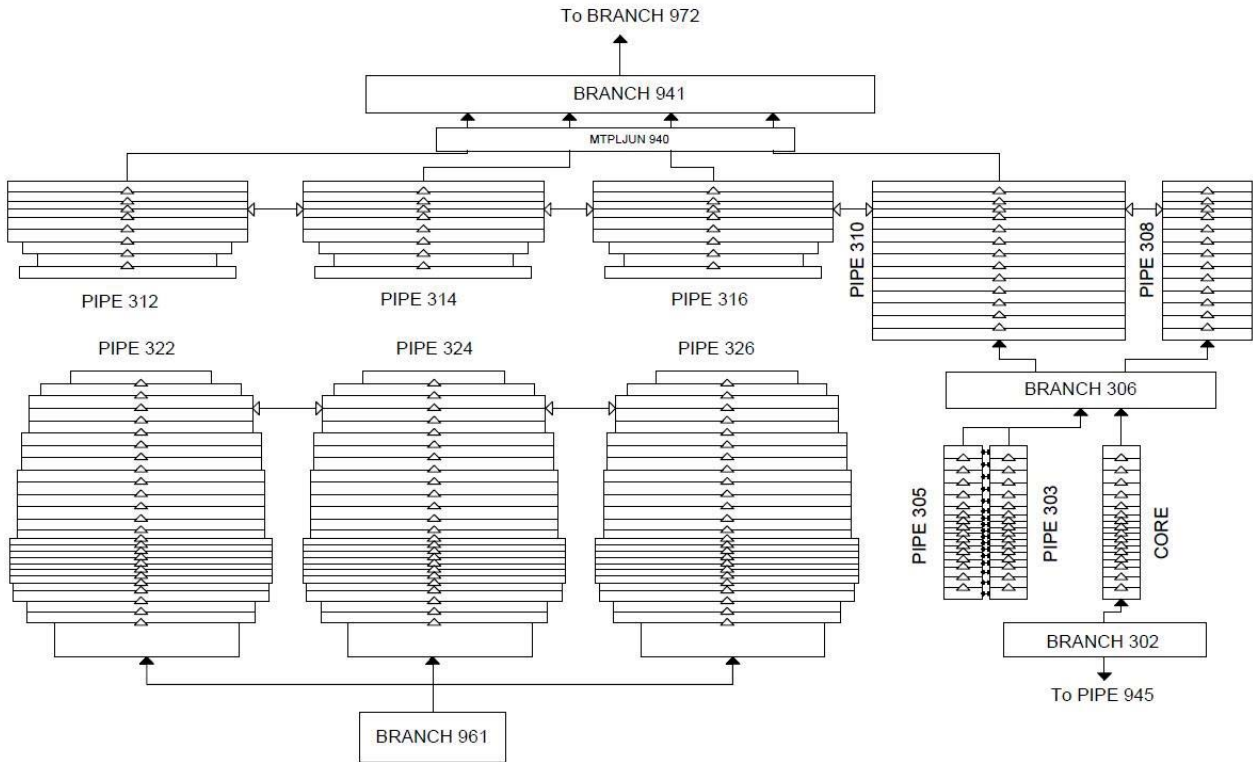 To BRANCH 972
BRANCH 941
MTPLJUN 940
PIPE 312
PIPE 314
PIPE 316
PIPE 310
PIPE 308
PIPE 322
PIPE 324
PIPE 326
BRANCH 306
PIPE 305
PIPE 303
CORE
BRANCH 302
To PIPE 945
BRANCH 961